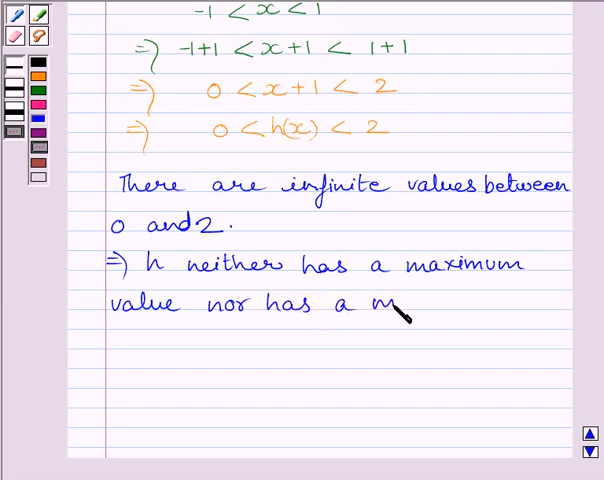 -1 < x < 1
=) -1+1 < x+1 < 1+1
=) 0 < x+1 < 2
=) 0 < h(x) < 2
There are infinite values between
0 and 2.
=) h neither has a maximum
value nor has a m